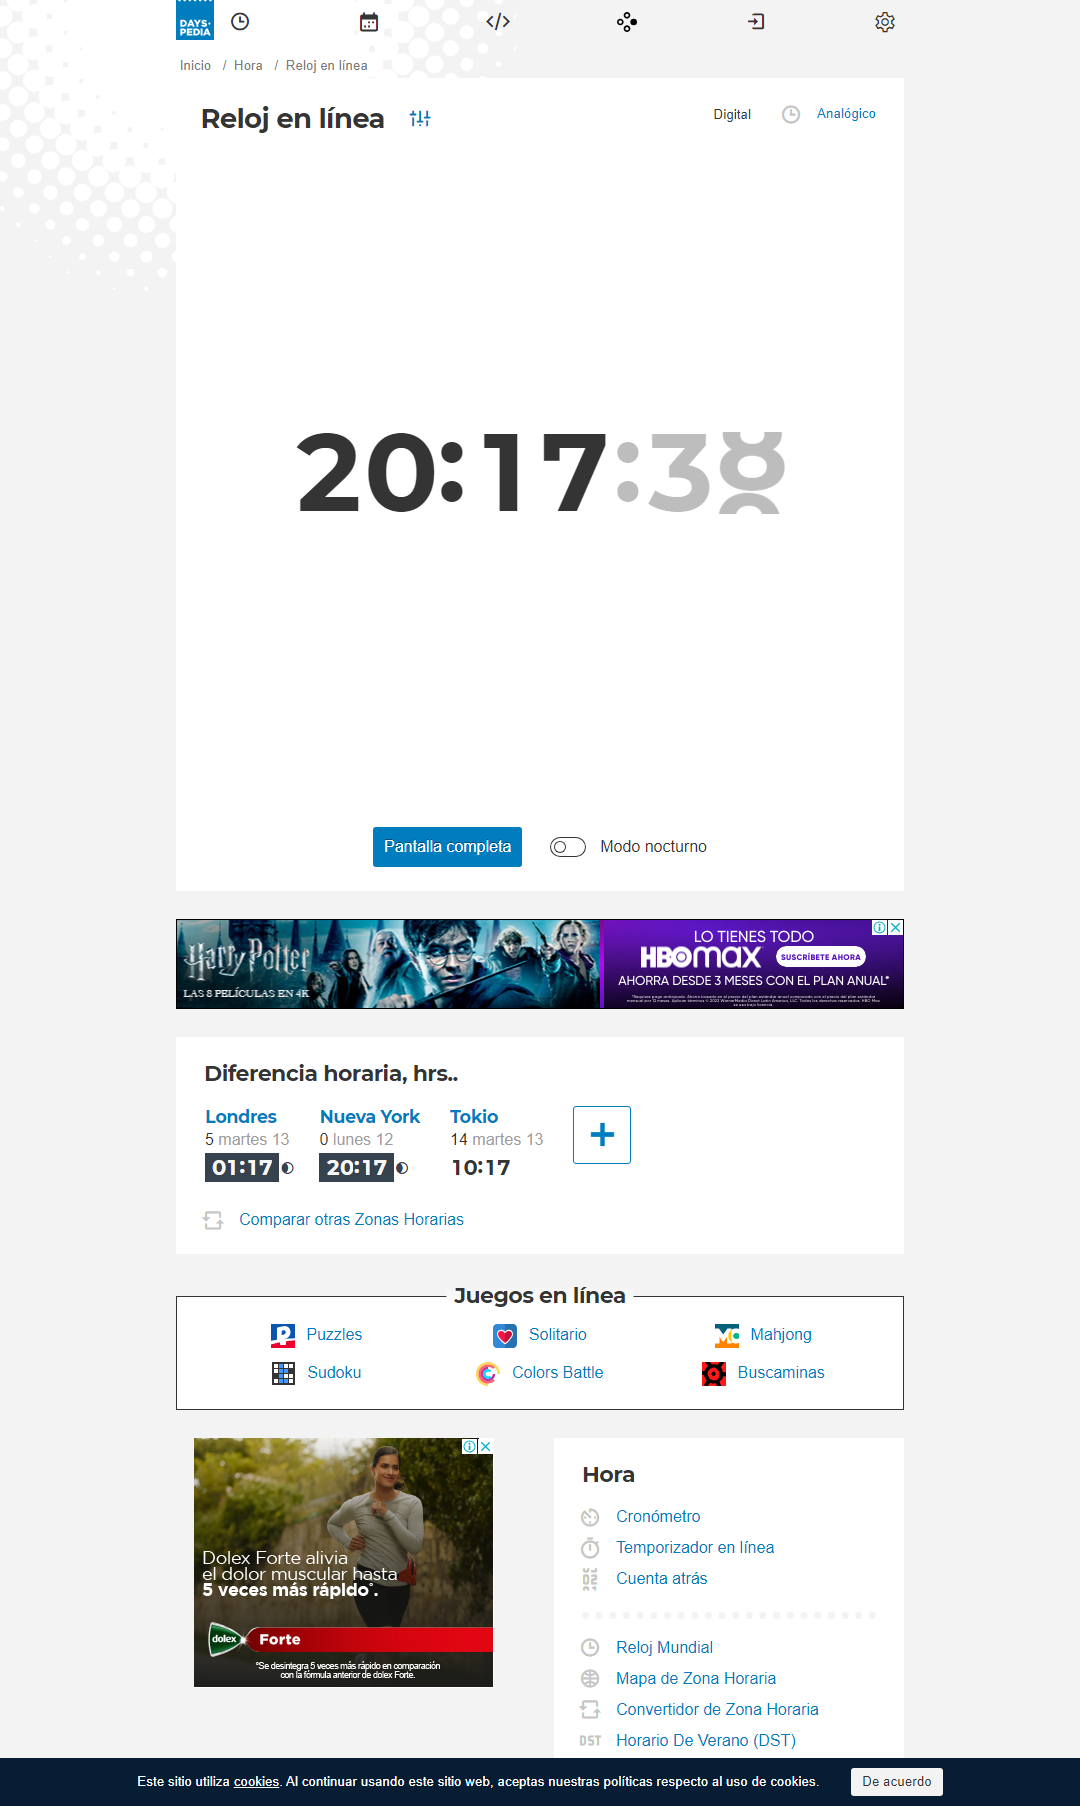 DAYS·
PEDIA
Inicio / Hora / Reloj en línea
Reloj en línea
Digital
Analógico
20:17:38
Pantalla completa
Modo nocturno
Harry Potter
LAS 8 PELÍCULAS EN 4K
LO TIENES TODO
HBOmax
SUSCRÍBETE AHORA
AHORRA DESDE 3 MESES CON EL PLAN ANUAL*
Diferencia horaria, hrs..
Londres
5 martes 13
01:17
Nueva York
0 lunes 12
20:17
Tokio
14 martes 13
10:17
+
Comparar otras Zonas Horarias
Juegos en línea
Puzzles
Solitario
Mahjong
Sudoku
Colors Battle
Buscaminas
Dolex Forte alivia
el dolor muscular hasta
5 veces más rápido*.
dolex
Forte
*Se desintegra 5 veces más rápido en comparación
con la fórmula anterior de dolex Forte.
Hora
Cronómetro
Temporizador en línea
Cuenta atrás
Reloj Mundial
Mapa de Zona Horaria
Convertidor de Zona Horaria
DST
Horario De Verano (DST)
Este sitio utiliza cookies. Al continuar usando este sitio web, aceptas nuestras políticas respecto al uso de cookies.
De acuerdo